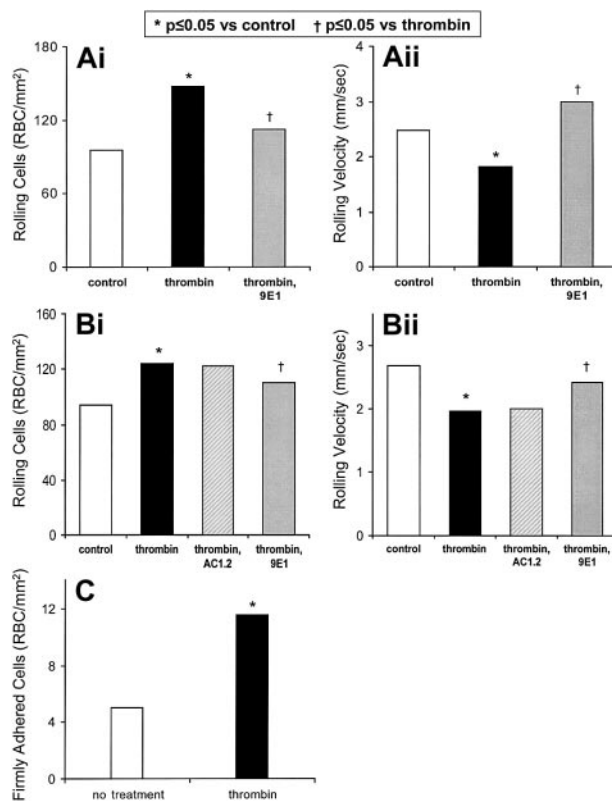 * p≤0.05 vs control † p≤0.05 vs thrombin
Ai
Rolling Cells (RBC/mm²)
180
120
60
0
*
†
control thrombin thrombin,
9E1
Aii
Rolling Velocity (mm/sec)
4
3
2
1
0
*
†
control thrombin thrombin,
9E1
Bi
Rolling Cells (RBC/mm²)
160
120
80
40
0
*
†
control thrombin thrombin, thrombin,
AC1.2 9E1
Bii
Rolling Velocity (mm/sec)
3
2
1
0
*
†
control thrombin thrombin, thrombin,
AC1.2 9E1
C
Firmly Adhered Cells (RBC/mm²)
12
8
4
0
*
no treatment thrombin